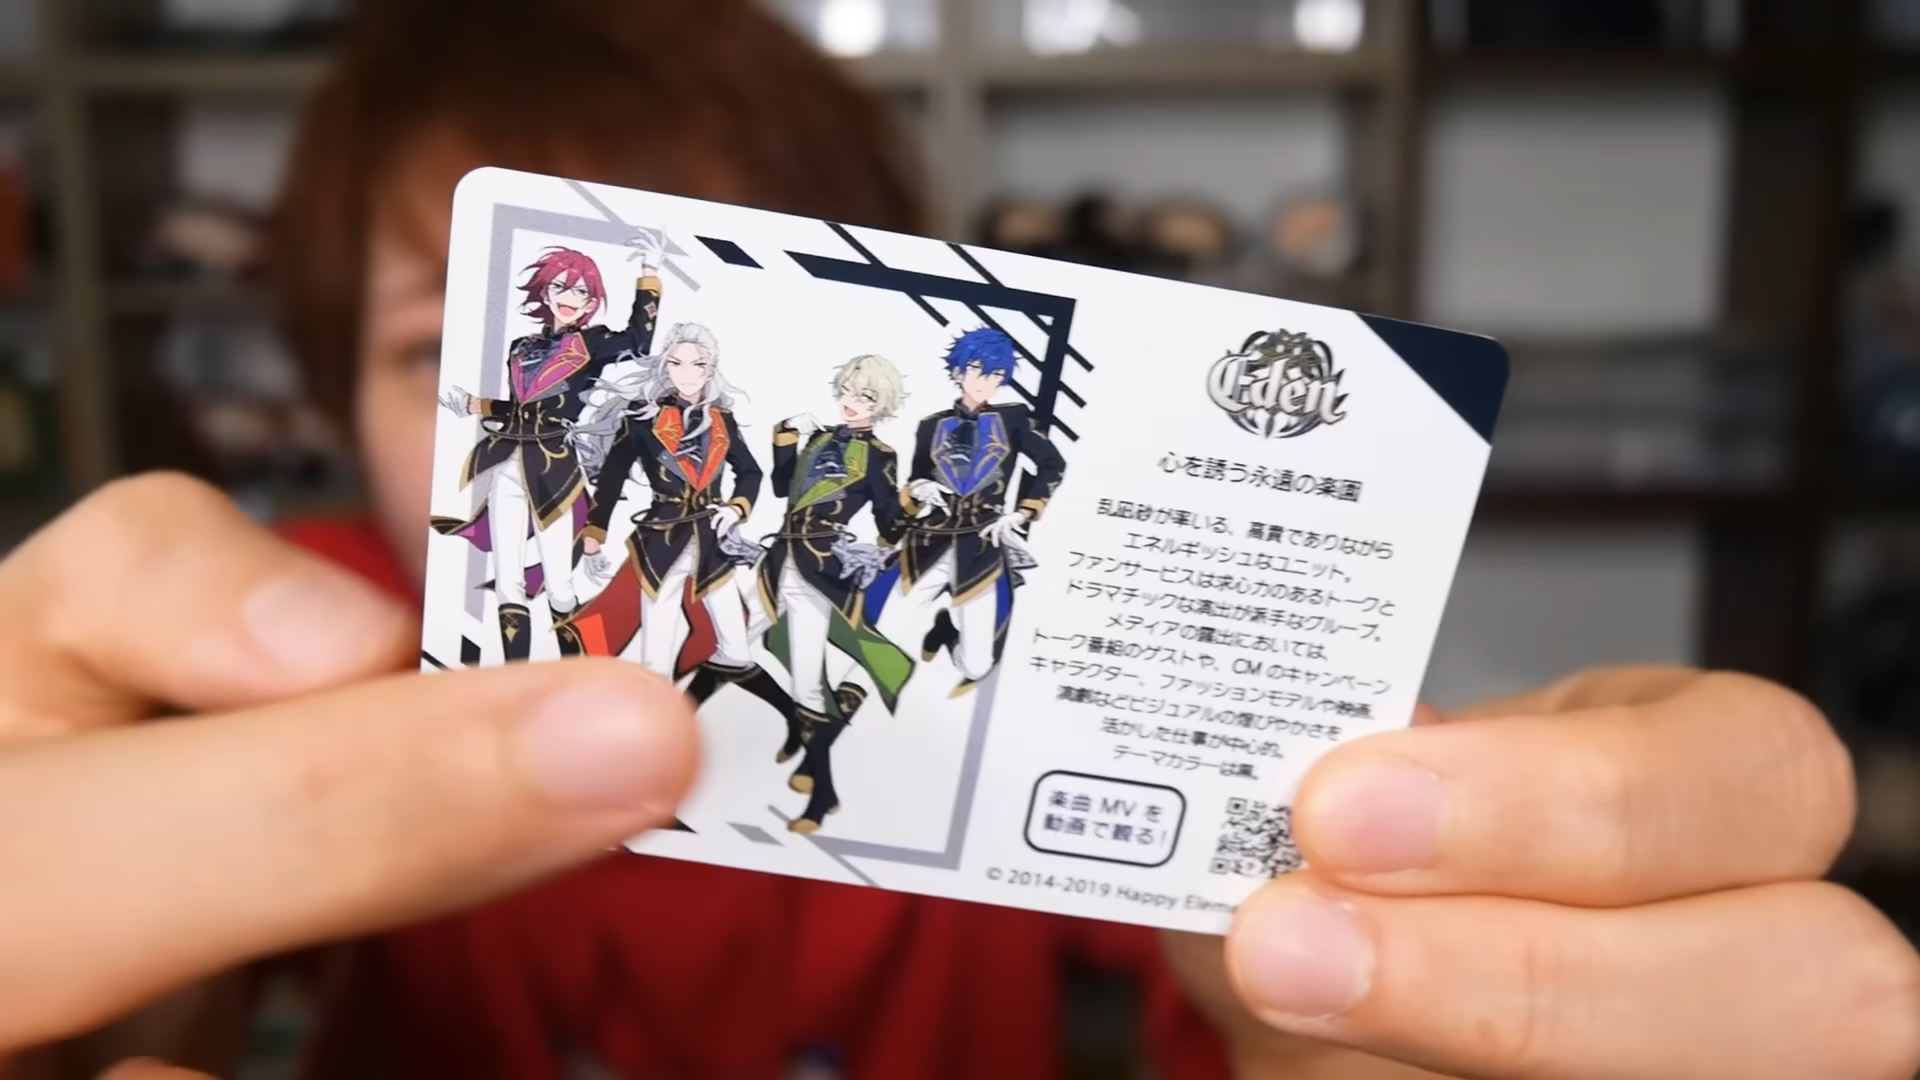 Eden
心を誘う永遠の楽園
乱凪砂が率いる、高貴でありながら
エネルギッシュなユニット。
ファンサービスは求心力のあるトークと
ドラマチックな演出が派手なグループ。
メディアの露出においては、
トーク番組のゲストや、CMのキャンペーン
キャラクター、ファッションモデルや映画、
演劇などビジュアルの煌びやかさを
活かした仕事が中心的。
テーマカラーは黒。
楽曲 MV を
動画で観る!
© 2014-2019 Happy Eleme